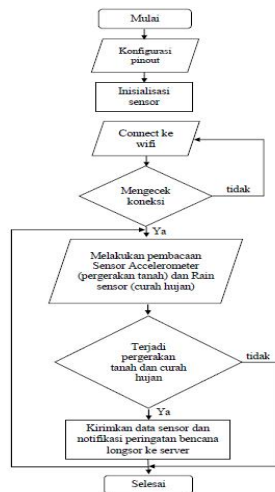 Mulai
Konfigurasi
pinout
Inisialisasi
sensor
Connect ke
wifi
Mengecek
koneksi
tidak
Ya
Melakukan pembacaan
Sensor Accelerometer
(pergerakan tanah) dan Rain
sensor (curah hujan)
Terjadi
pergerakan
tanah dan curah
hujan
tidak
Ya
Kirimkan data sensor dan
notifikasi peringatan bencana
longsor ke server
Selesai